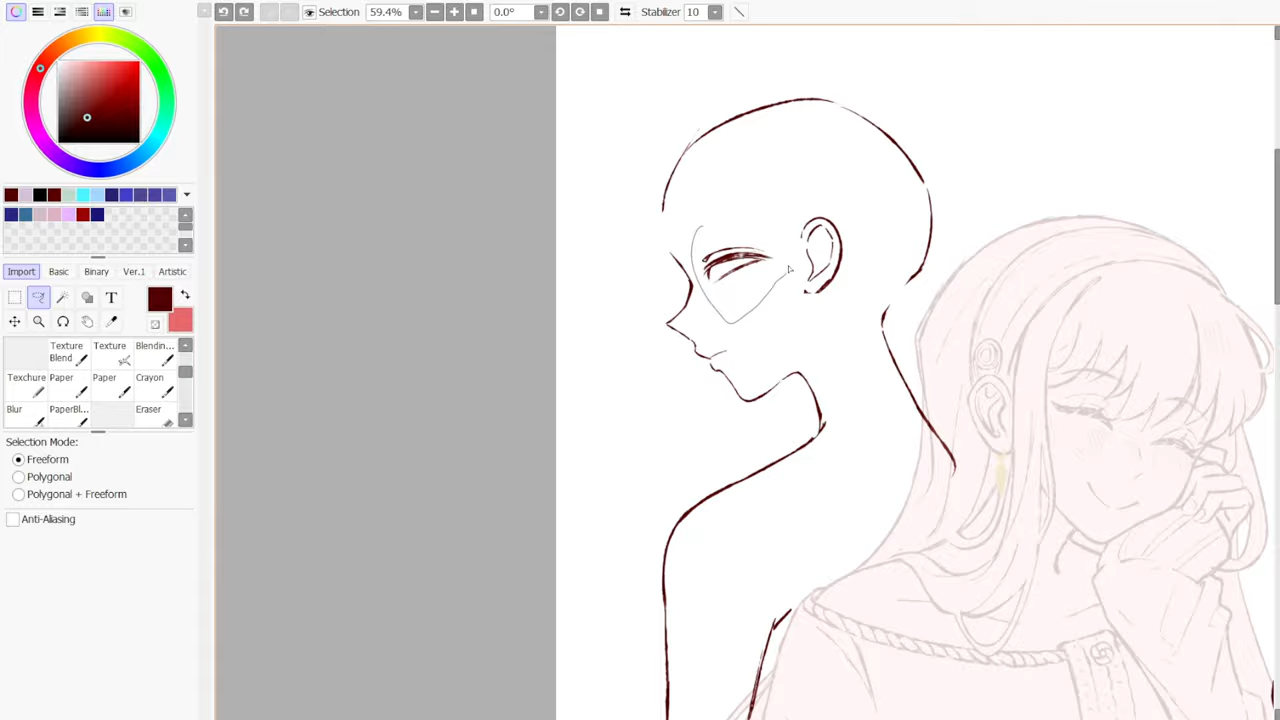 Selection 59.4% 0.0° Stabilizer 10
Import Basic Binary Ver.1 Artistic
T
Texture Blend Texture Blendin...
Texchure Paper Paper Crayon
Blur PaperBl... Eraser
Selection Mode:
Freeform
Polygonal
Polygonal + Freeform
Anti-Aliasing